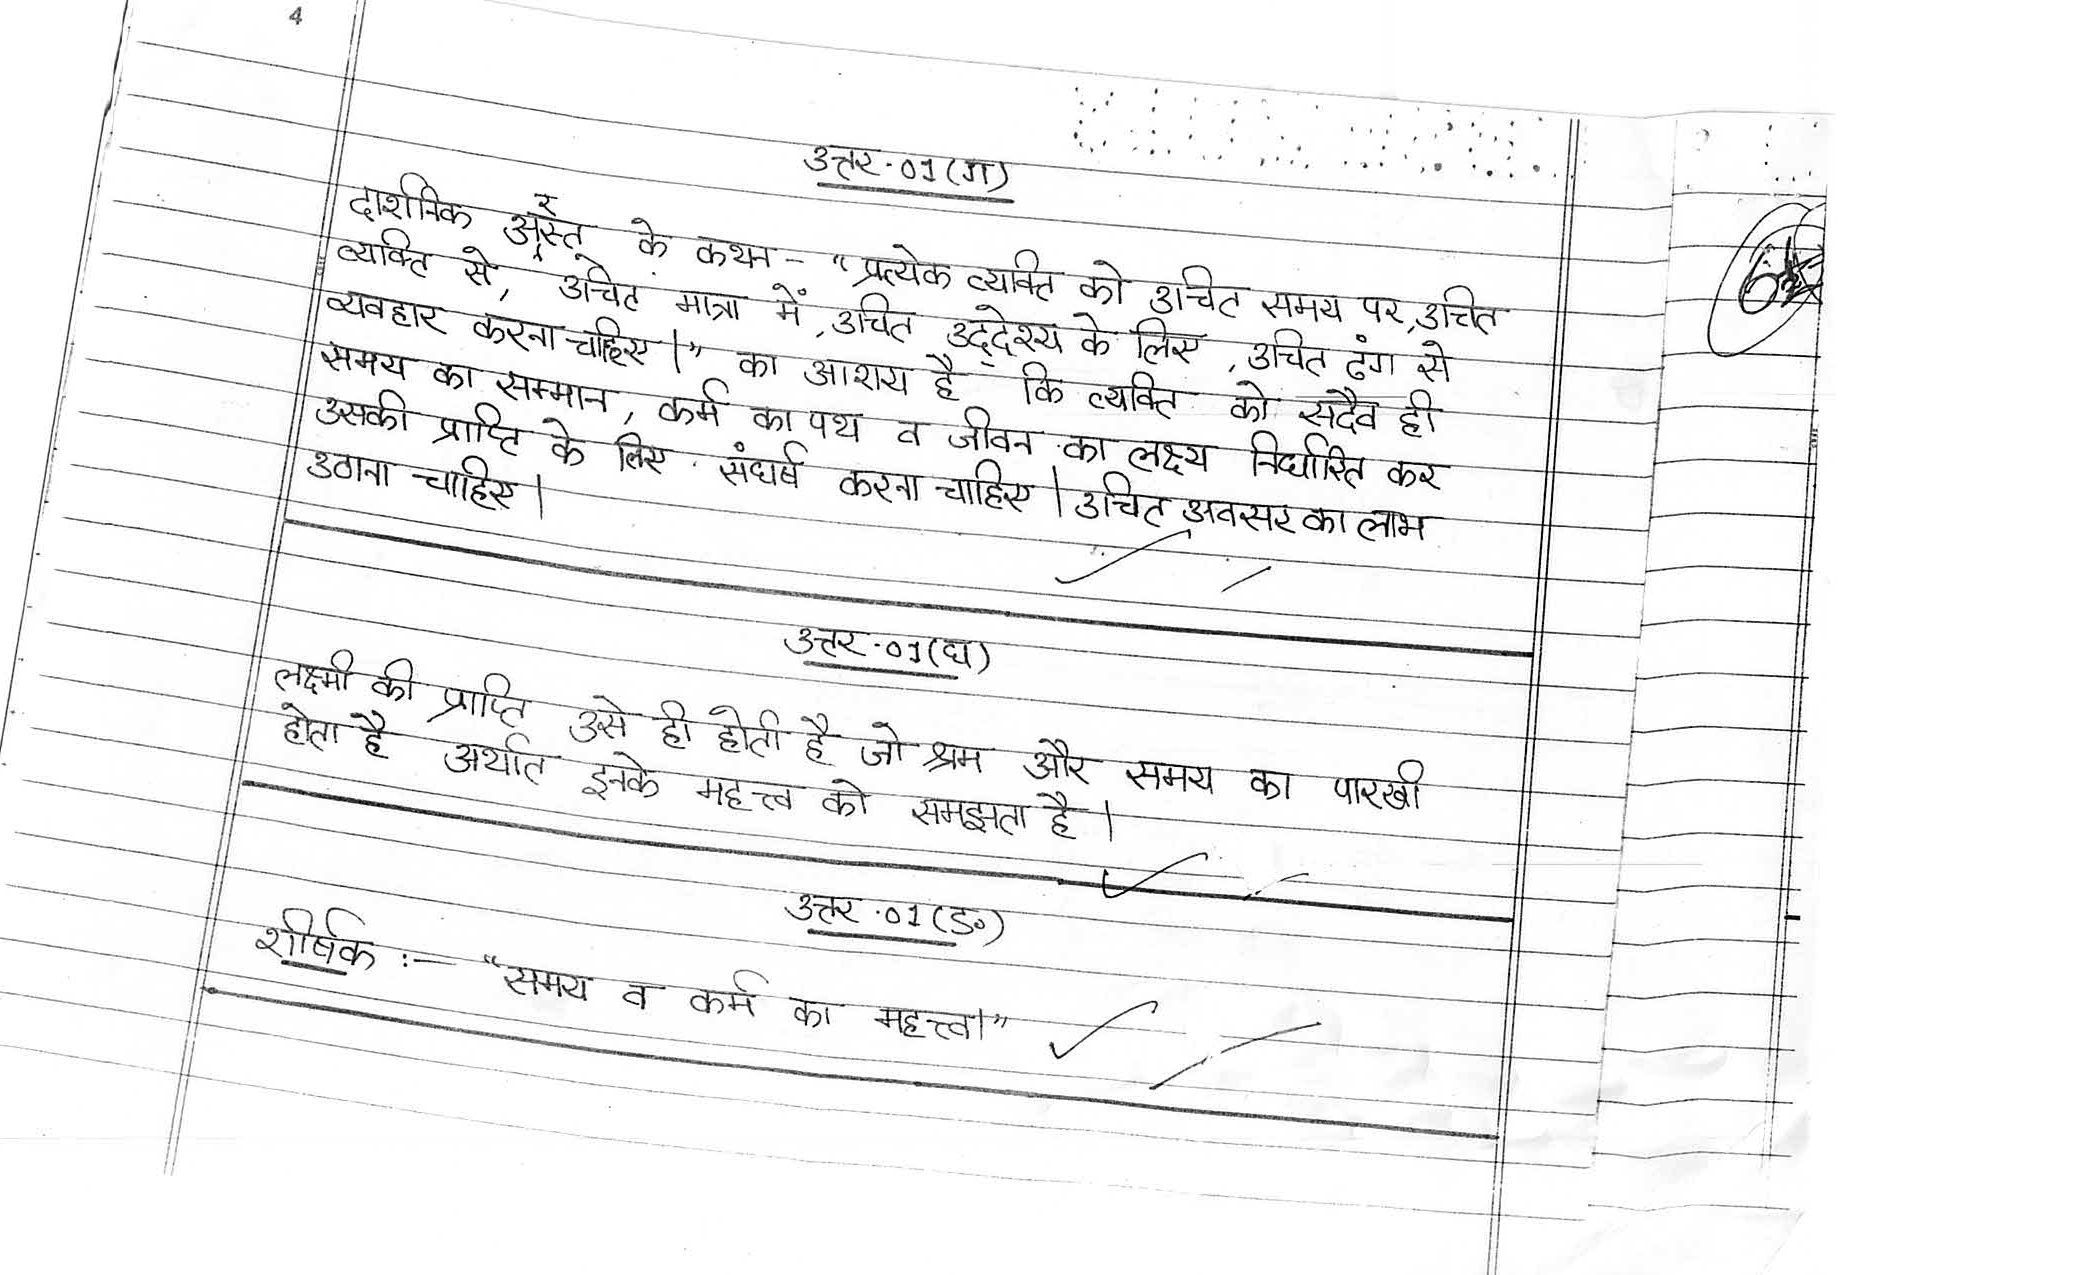 4
उत्तर-01(ग)
दार्शनिक अरस्तू के कथन - "प्रत्येक व्यक्ति को उचित समय पर, उचित
व्यक्ति से, उचित मात्रा में, उचित उद्देश्य के लिए, उचित ढंग से
व्यवहार करना चाहिए।" का आशय है कि व्यक्ति को सदैव ही
समय का सम्मान, कर्म का पथ व जीवन का लक्ष्य निर्धारित कर
उसकी प्राप्ति के लिए संघर्ष करना चाहिए। उचित अवसर का लाभ
उठाना चाहिए।
उत्तर-01(घ)
लक्ष्मी की प्राप्ति उसे ही होती है जो श्रम और समय का पारखी
होता है अर्थात इनके महत्त्व को समझता है।
उत्तर-01(ङ)
शीर्षक :- "समय व कर्म का महत्त्व।"